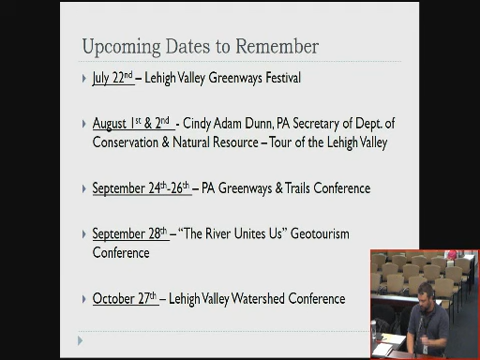 Upcoming Dates to Remember
July 22nd – Lehigh Valley Greenways Festival
August 1st & 2nd - Cindy Adam Dunn, PA Secretary of Dept. of
Conservation & Natural Resource – Tour of the Lehigh Valley
September 24th-26th – PA Greenways & Trails Conference
September 28th – “The River Unites Us” Geotourism
Conference
October 27th – Lehigh Valley Watershed Conference